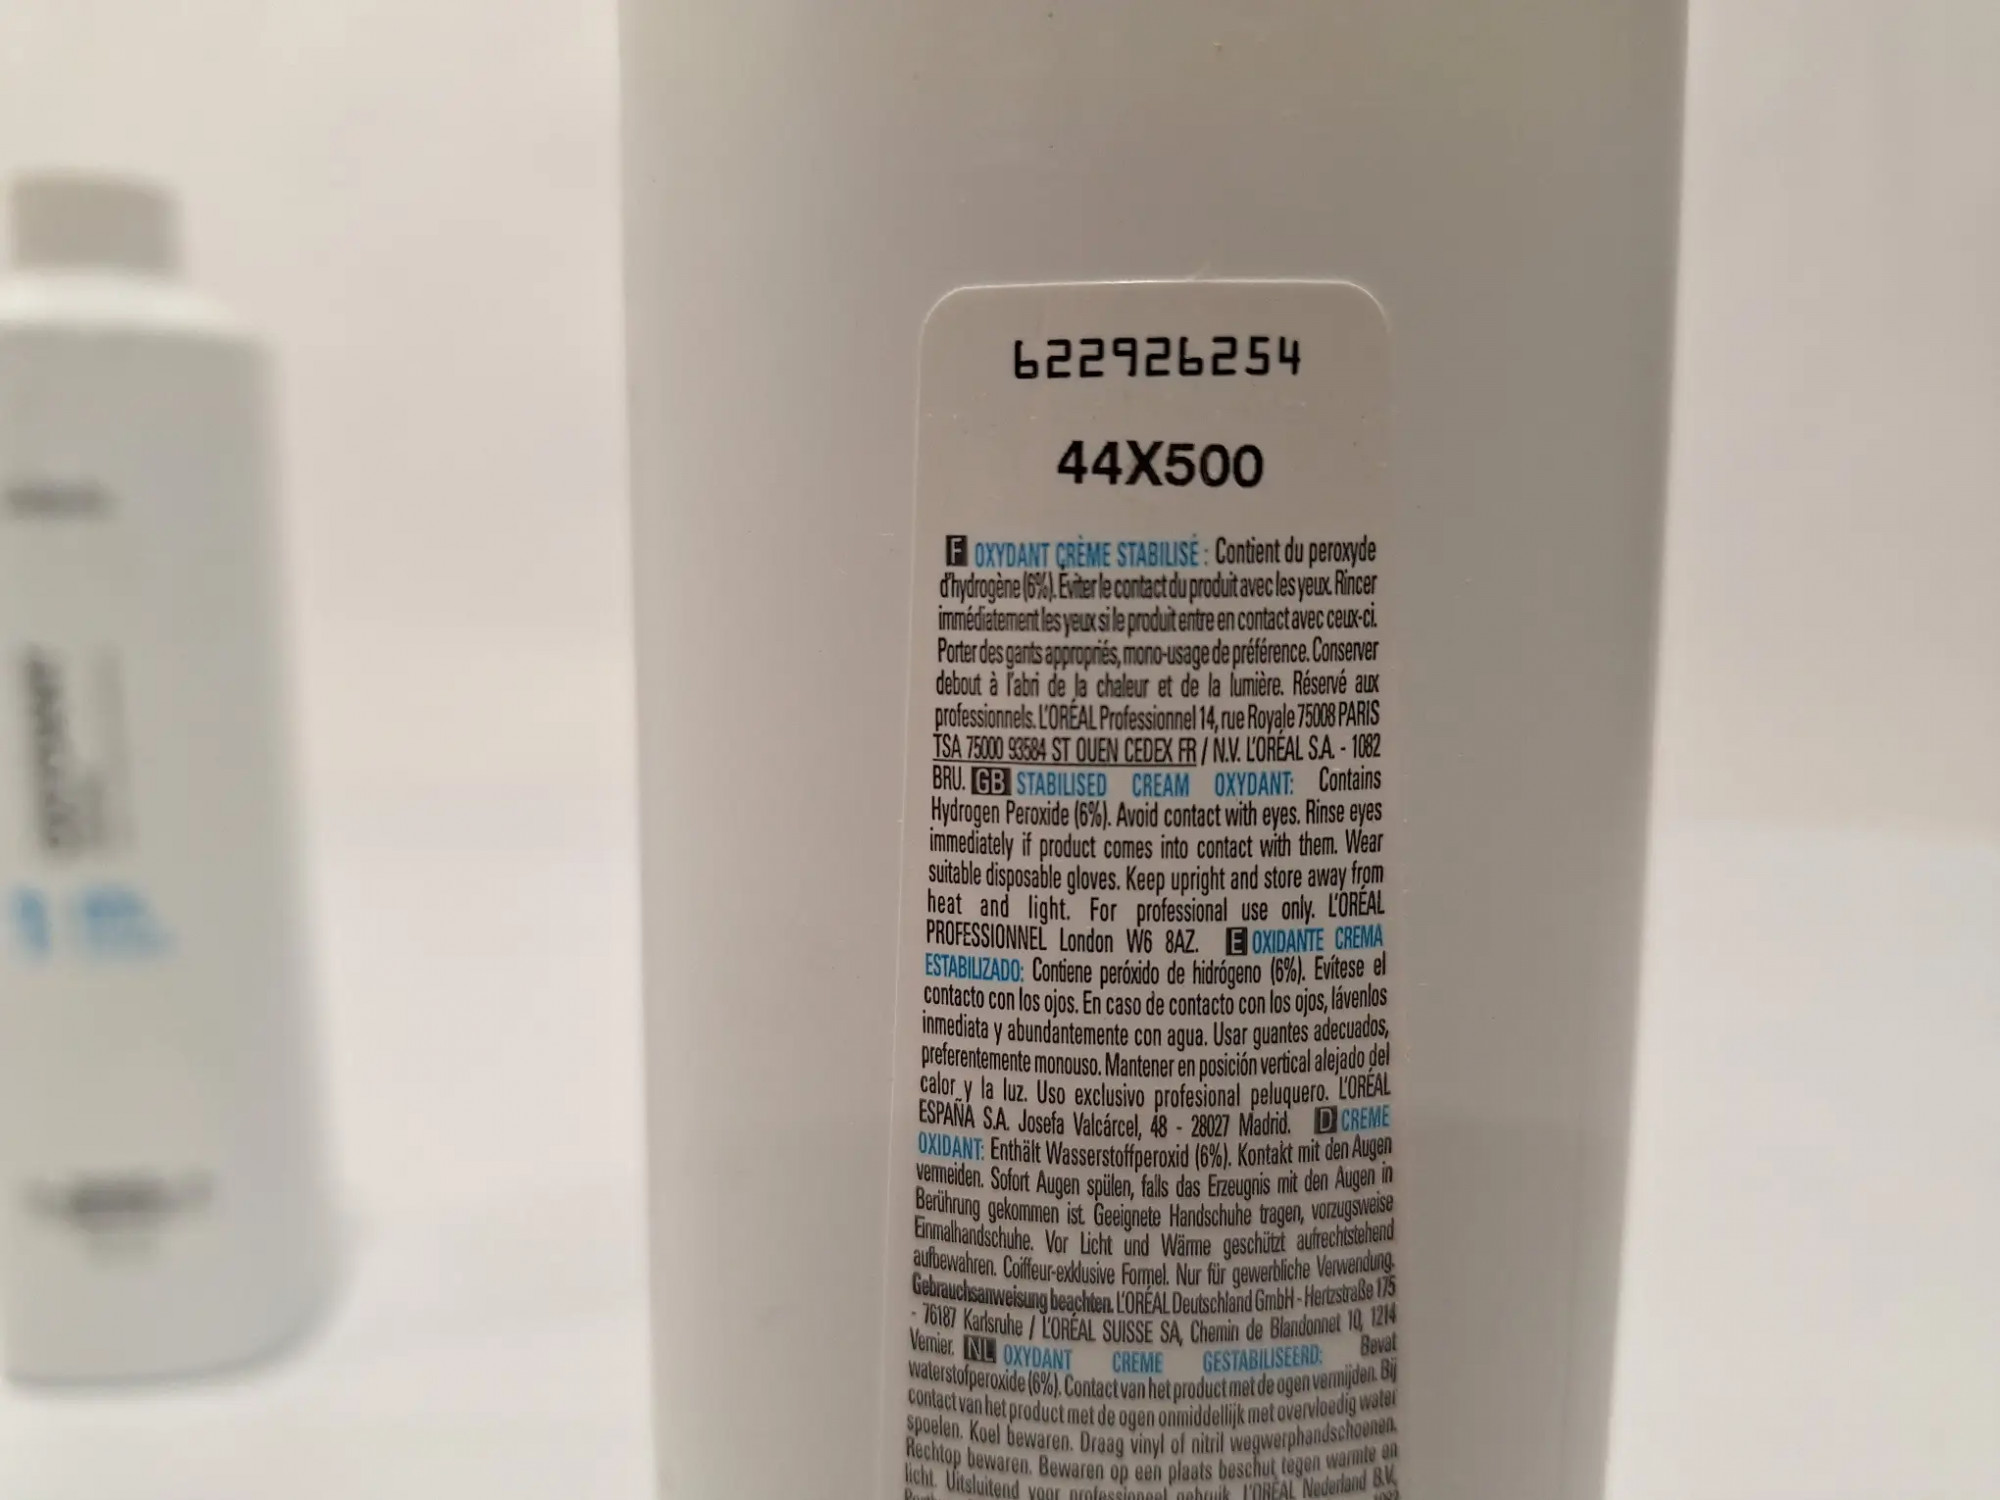 622926254
44X500
F OXYDANT CRÈME STABILISÉ : Contient du peroxyde
d'hydrogène (6%). Éviter le contact du produit avec les yeux. Rincer
immédiatement les yeux si le produit entre en contact avec ceux-ci.
Porter des gants appropriés, mono-usage de préférence. Conserver
debout à l'abri de la chaleur et de la lumière. Réservé aux
professionnels. L'ORÉAL Professionnel 14, rue Royale 75008 PARIS
TSA 75000 93584 ST OUEN CEDEX FR / N.V. L'ORÉAL S.A. - 1082
BRU. GB STABILISED CREAM OXYDANT: Contains
Hydrogen Peroxide (6%). Avoid contact with eyes. Rinse eyes
immediately if product comes into contact with them. Wear
suitable disposable gloves. Keep upright and store away from
heat and light. For professional use only. L'ORÉAL
PROFESSIONNEL London W6 8AZ. E OXIDANTE CREMA
ESTABILIZADO: Contiene peróxido de hidrógeno (6%). Evítese el
contacto con los ojos. En caso de contacto con los ojos, lávenlos
inmediata y abundantemente con agua. Usar guantes adecuados,
preferentemente monouso. Mantener en posición vertical alejado del
calor y la luz. Uso exclusivo profesional peluquero. L'ORÉAL
ESPAÑA S.A. Josefa Valcárcel, 48 - 28027 Madrid. D CREME
OXIDANT: Enthält Wasserstoffperoxid (6%). Kontakt mit den Augen
vermeiden. Sofort Augen spülen, falls das Erzeugnis mit den Augen in
Berührung gekommen ist. Geeignete Handschuhe tragen, vorzugsweise
Einmalhandschuhe. Vor Licht und Wärme geschützt aufrechtstehend
aufbewahren. Coiffeur-exklusive Formel. Nur für gewerbliche Verwendung.
Gebrauchsanweisung beachten. L'ORÉAL Deutschland GmbH - Hertzstraße 175
- 76187 Karlsruhe / L'ORÉAL SUISSE SA, Chemin de Blandonnet 10, 1214
Vernier. NL OXYDANT CREME GESTABILISEERD: Bevat
waterstofperoxide (6%). Contact van het product met de ogen vermijden. Bij
contact van het product met de ogen onmiddellijk met overvloedig water
spoelen. Koel bewaren. Draag vinyl of nitril wegwerphandschoenen.
Rechtop bewaren. Bewaren op een plaats beschut tegen warmte en
licht. Uitsluitend voor professioneel gebruik. L'ORÉAL Nederland B.V.